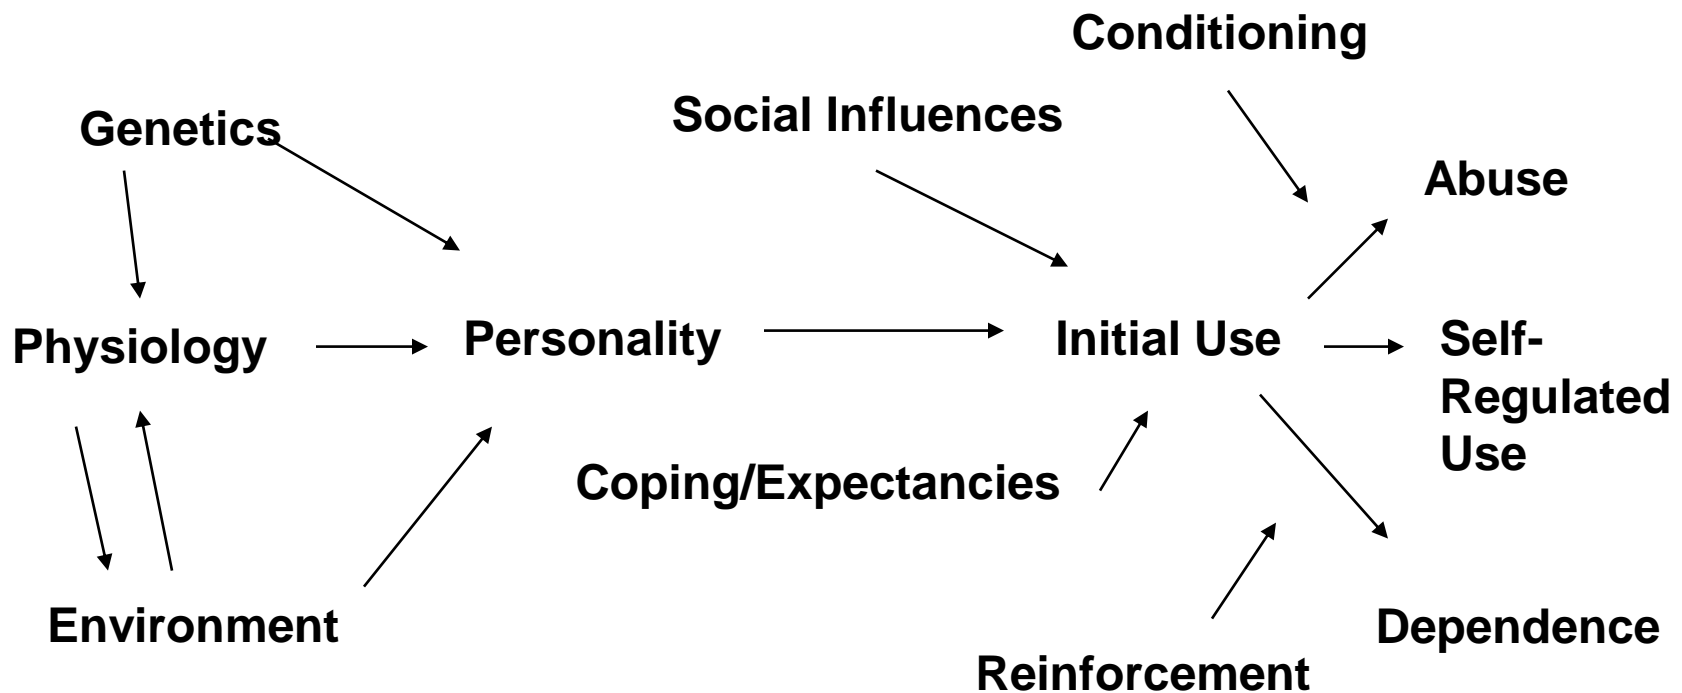 Conditioning
Social Influences
Genetics
Abuse
Physiology
Personality
Initial Use
Self-
Regulated
Use
Coping/Expectancies
Environment
Dependence
Reinforcement